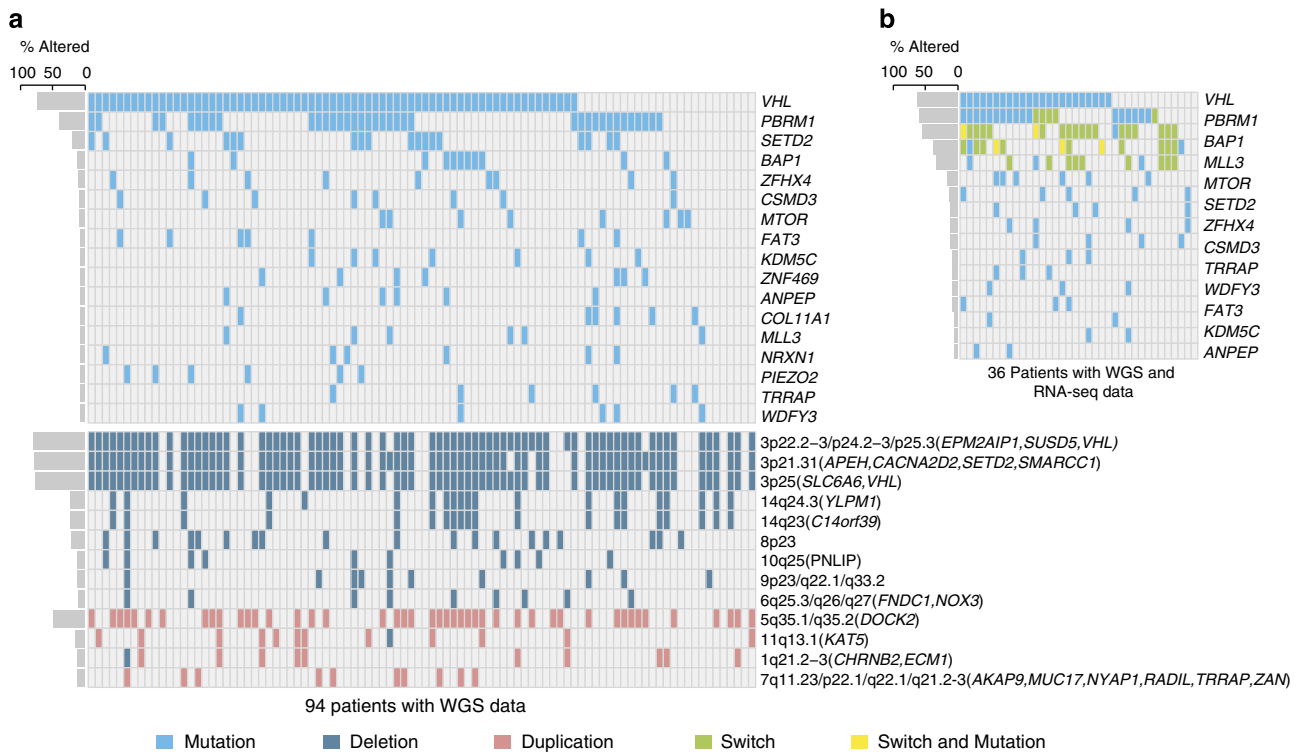 a
% Altered
100 50 0
VHL
PBRM1
SETD2
BAP1
ZFHX4
CSMD3
MTOR
FAT3
KDM5C
ZNF469
ANPEP
COL11A1
MLL3
NRXN1
PIEZO2
TRRAP
WDFY3
3p22.2–3/p24.2–3/p25.3(EPM2AIP1,SUSD5,VHL)
3p21.31(APEH,CACNA2D2,SETD2,SMARCC1)
3p25(SLC6A6,VHL)
14q24.3(YLPM1)
14q23(C14orf39)
8p23
10q25(PNLIP)
9p23/q22.1/q33.2
6q25.3/q26/q27(FNDC1,NOX3)
5q35.1/q35.2(DOCK2)
11q13.1(KAT5)
1q21.2–3(CHRNB2,ECM1)
7q11.23/p22.1/q22.1/q21.2-3(AKAP9,MUC17,NYAP1,RADIL,TRRAP,ZAN)
94 patients with WGS data
b
% Altered
100 50 0
VHL
PBRM1
BAP1
MLL3
MTOR
SETD2
ZFHX4
CSMD3
TRRAP
WDFY3
FAT3
KDM5C
ANPEP
36 Patients with WGS and
RNA-seq data
Mutation Deletion Duplication Switch Switch and Mutation